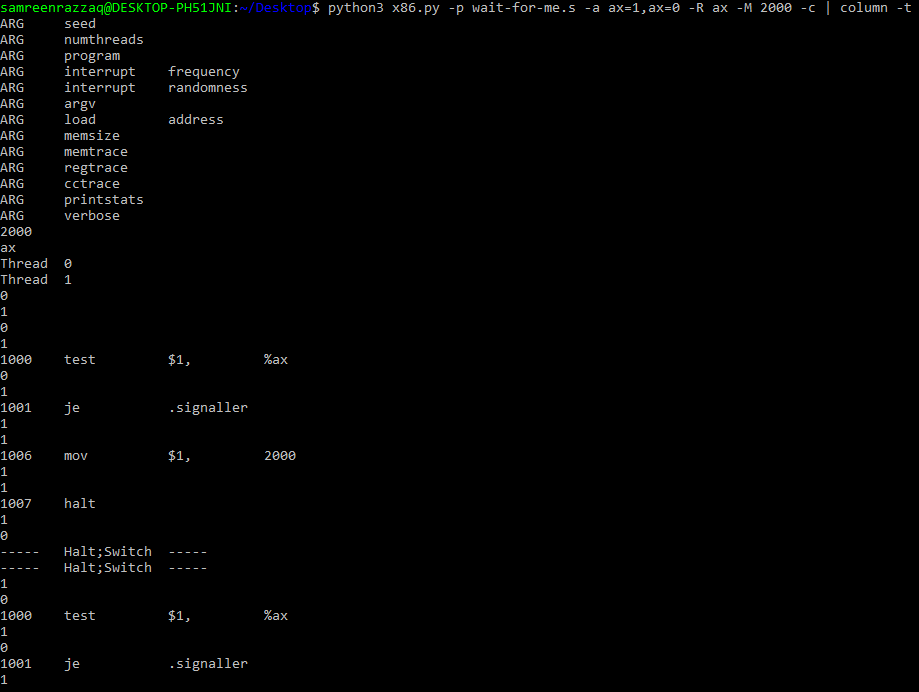 samreenrazzaq@DESKTOP-PH51JNI:~/Desktop$ python3 x86.py -p wait-for-me.s -a ax=1,ax=0 -R ax -M 2000 -c | column -t
ARG seed
ARG numthreads
ARG program
ARG interrupt frequency
ARG interrupt randomness
ARG argv
ARG load address
ARG memsize
ARG memtrace
ARG regtrace
ARG cctrace
ARG printstats
ARG verbose
2000
ax
Thread 0
Thread 1
0
1
0
1
1000 test $1, %ax
0
1
1001 je .signaller
1
1
1006 mov $1, 2000
1
1
1007 halt
1
0
----- Halt;Switch -----
----- Halt;Switch -----
1
0
1000 test $1, %ax
1
0
1001 je .signaller
1